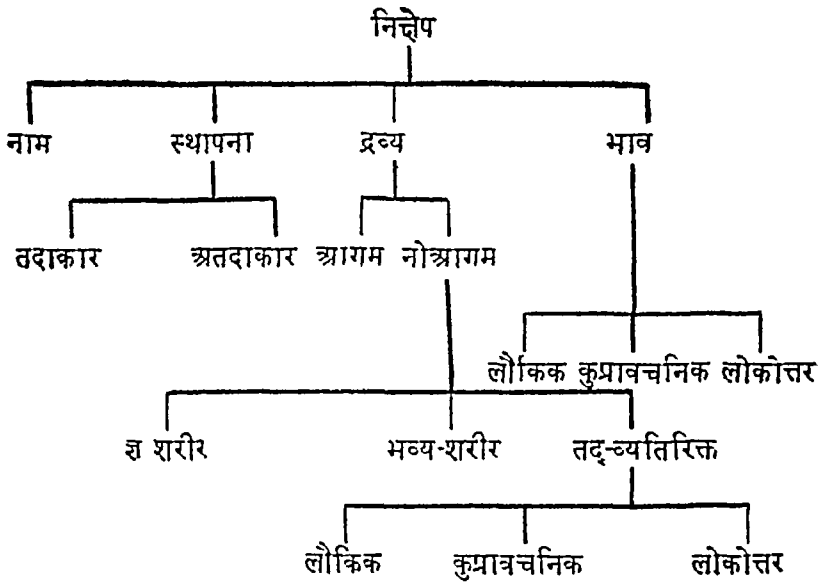 निक्षेप
नाम स्थापना द्रव्य भाव
तदाकार अतदाकार आगम नोआगम
लौकिक कुप्रावचनिक लोकोत्तर
ज्ञ शरीर भव्य-शरीर तद्-व्यतिरिक्त
लौकिक कुप्रावचनिक लोकोत्तर